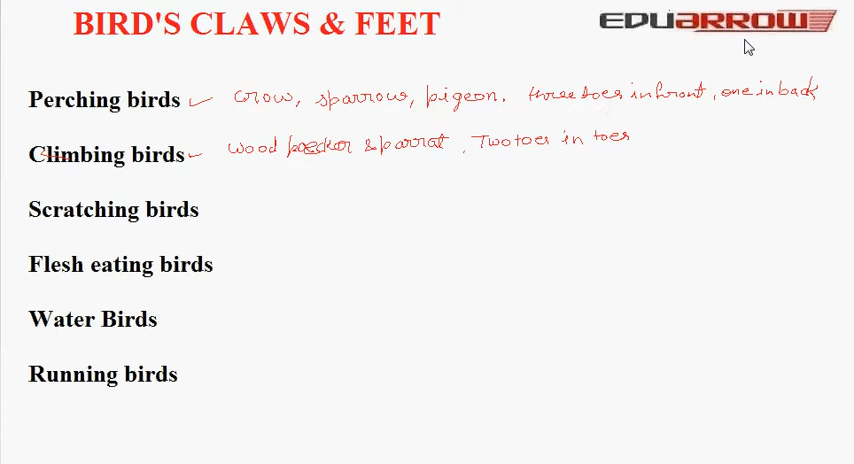 BIRD'S CLAWS & FEET
EDUARROW
Perching birds crow, sparrow, pigeon. three toes in front, one in back
Climbing birds wood pecker & parrot, Two toes in toes
Scratching birds
Flesh eating birds
Water Birds
Running birds